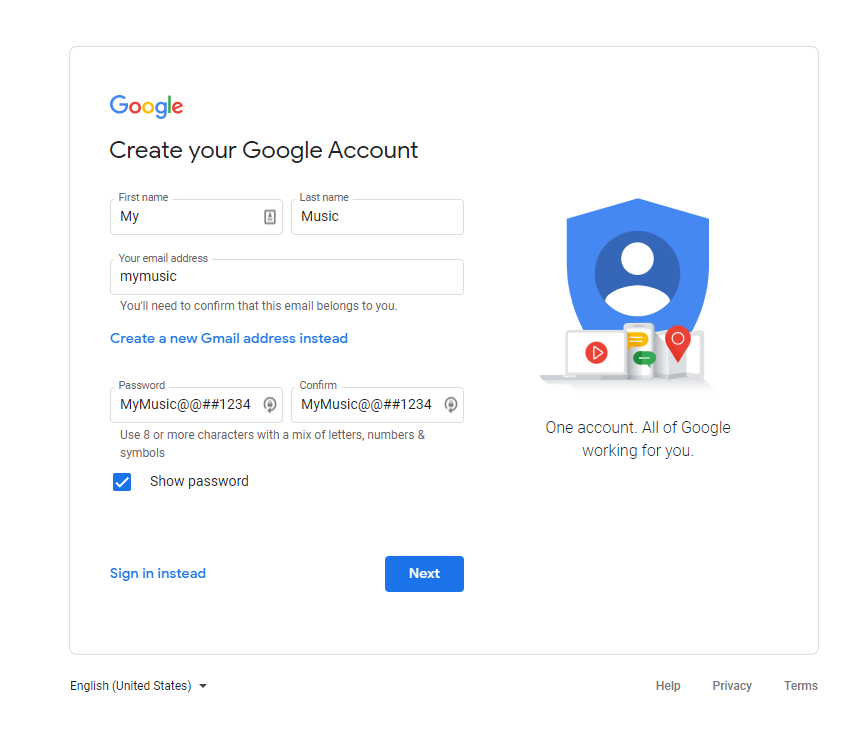 Google
Create your Google Account
First name
Last name
My
Music
Your email address
mymusic
You'll need to confirm that this email belongs to you.
Create a new Gmail address instead
Password
Confirm
MyMusic@@##1234
MyMusic@@##1234
Use 8 or more characters with a mix of letters, numbers &
symbols
Show password
Sign in instead
Next
One account. All of Google
working for you.
English (United States)
Help
Privacy
Terms